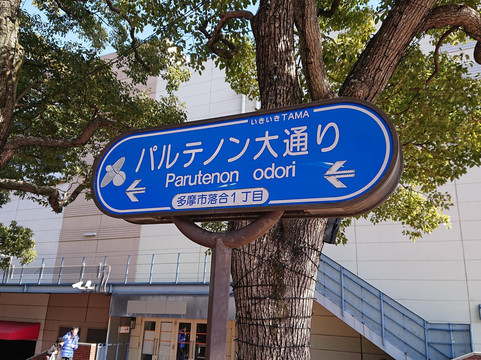 いきいきTAMA
パルテノン大通り
Parutenon odori
多摩市落合1丁目